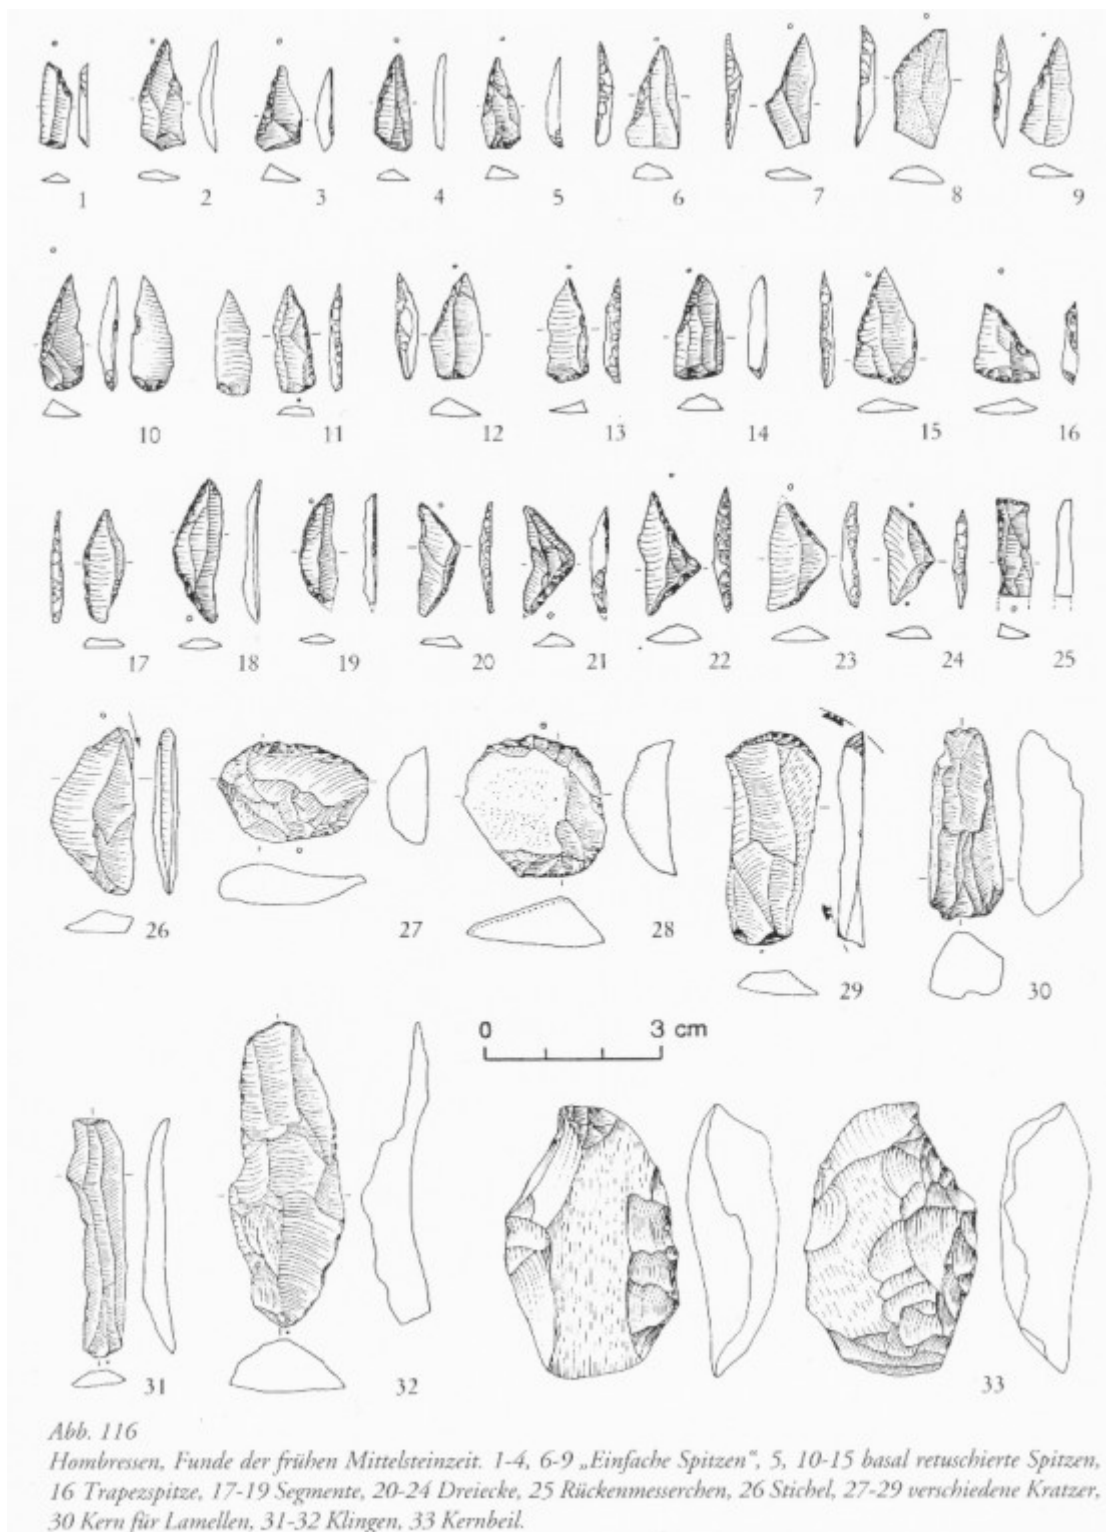 1 2 3 4 5 6 7 8 9
10 11 12 13 14 15 16
17 18 19 20 21 22 23 24 25
26 27 28 29 30
0 3 cm
31 32 33
Abb. 116
Hombressen, Funde der frühen Mittelsteinzeit. 1-4, 6-9 „Einfache Spitzen“, 5, 10-15 basal retuschierte Spitzen,
16 Trapezspitze, 17-19 Segmente, 20-24 Dreiecke, 25 Rückenmesserchen, 26 Stichel, 27-29 verschiedene Kratzer,
30 Kern für Lamellen, 31-32 Klingen, 33 Kernbeil.